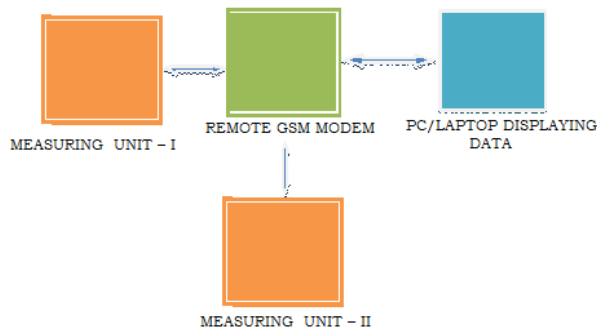 MEASURING UNIT – I
REMOTE GSM MODEM
PC/LAPTOP DISPLAYING
DATA
MEASURING UNIT – II